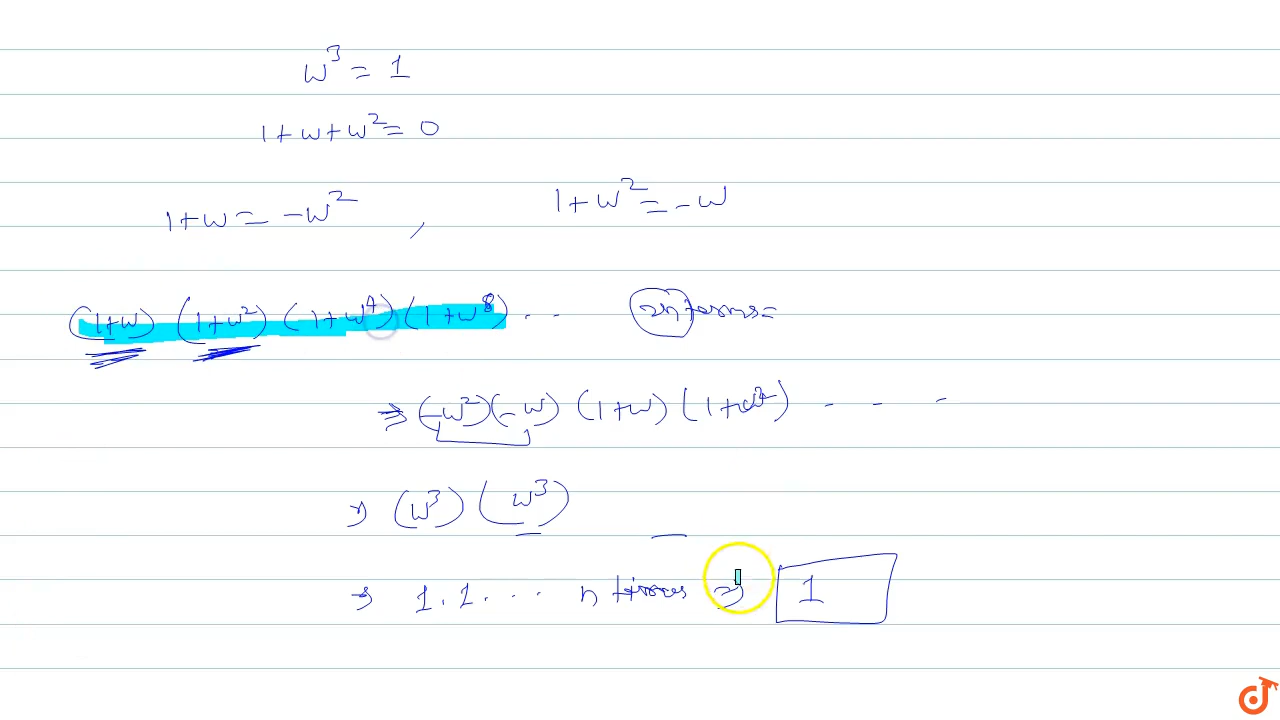 w³ = 1
1+w+w² = 0
1+w = -w² , 1+w² = -w
(1+w) (1+w²) (1+w⁴) (1+w⁸) . . 2n terms =
⇒ (-w²)(-w) (1+w) (1+w²) - - -
⇒ (w³) (w³) _
⇒ 1.1. ... n times ⇒ 1